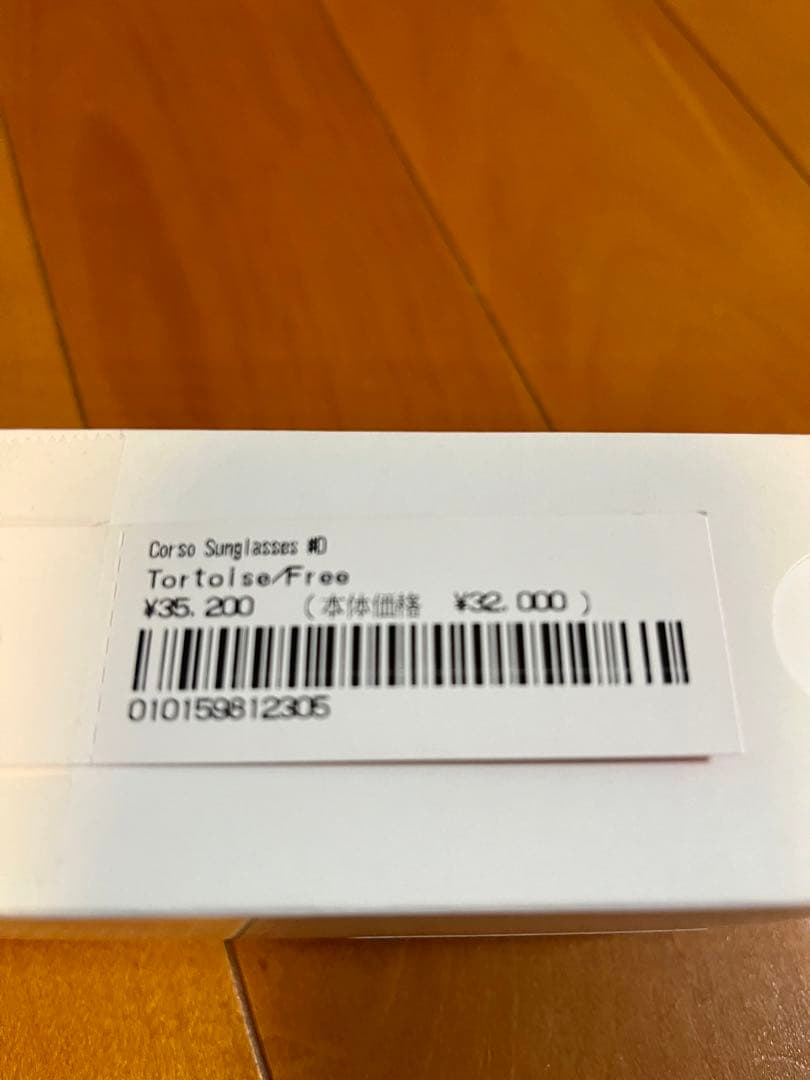 Corso Sunglasses #D
Tortoise/Free
¥35.200 (本体価格 ¥32.000 )
010159812305